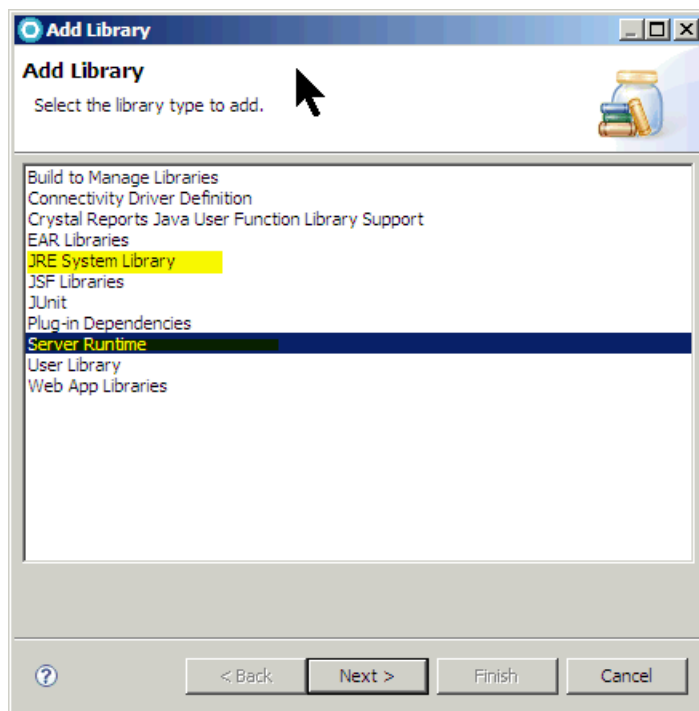 Add Library
Add Library
Select the library type to add.
Build to Manage Libraries
Connectivity Driver Definition
Crystal Reports Java User Function Library Support
EAR Libraries
JRE System Library
JSF Libraries
JUnit
Plug-in Dependencies
Server Runtime
User Library
Web App Libraries
?
< Back
Next >
Finish
Cancel